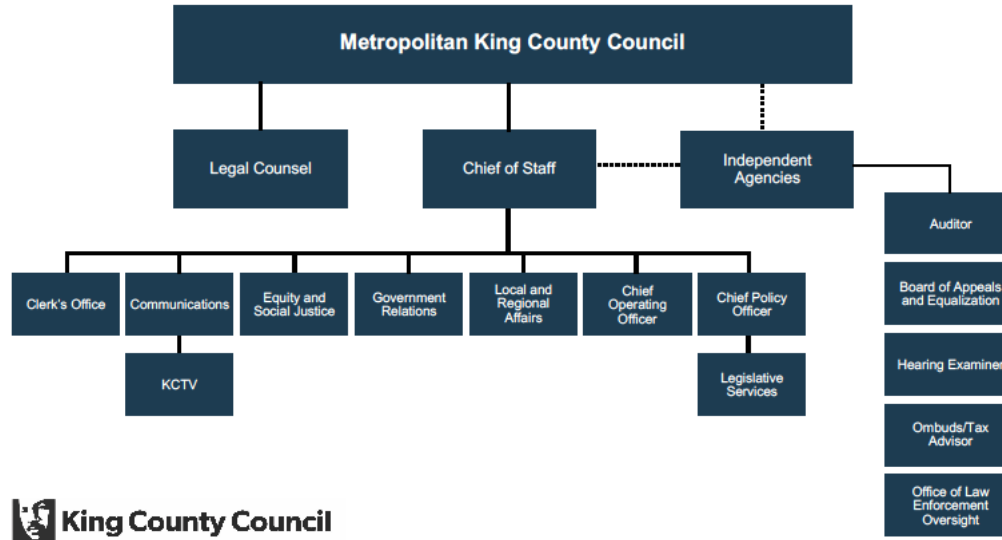 Metropolitan King County Council
Legal Counsel
Chief of Staff
Independent
Agencies
Auditor
Clerk's Office
Communications
Equity and
Social Justice
Government
Relations
Local and
Regional
Affairs
Chief
Operating
Officer
Chief Policy
Officer
Board of Appeals
and Equalization
KCTV
Legislative
Services
Hearing Examiner
Ombuds/Tax
Advisor
Office of Law
Enforcement
Oversight
King County Council